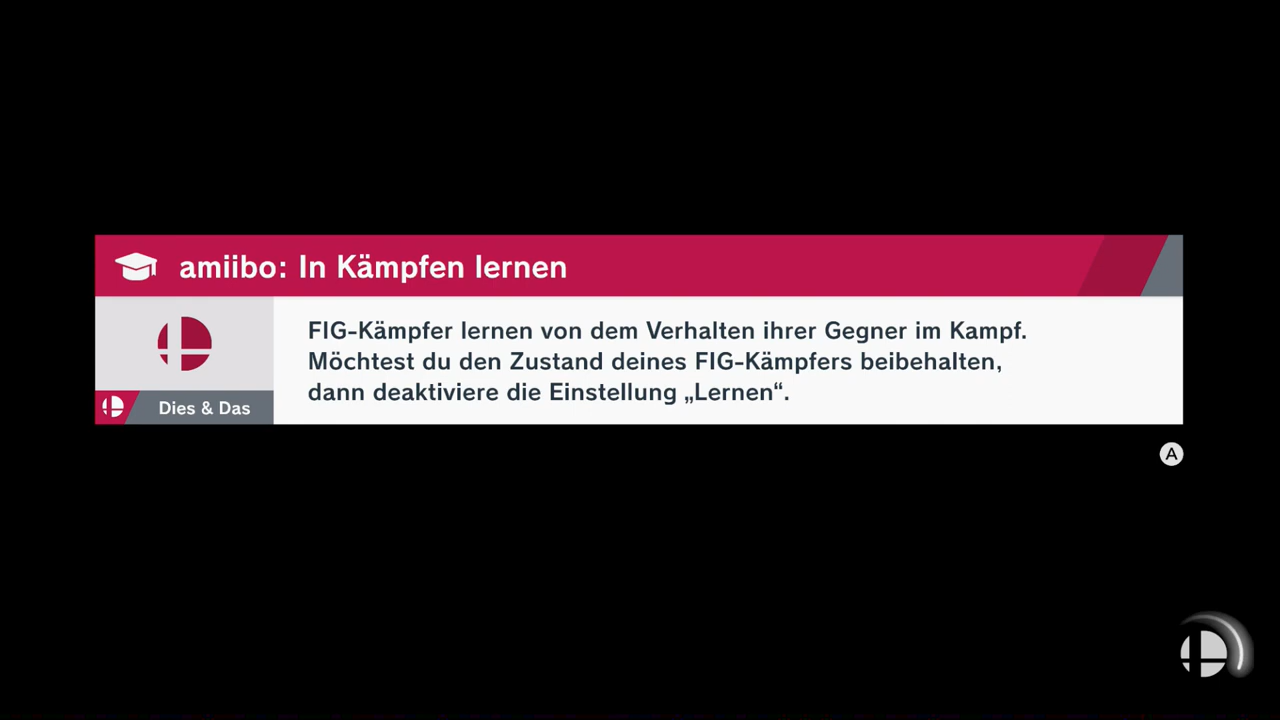 amiibo: In Kämpfen lernen
FIG-Kämpfer lernen von dem Verhalten ihrer Gegner im Kampf.
Möchtest du den Zustand deines FIG-Kämpfers beibehalten,
dann deaktiviere die Einstellung „Lernen“.
Dies & Das
A